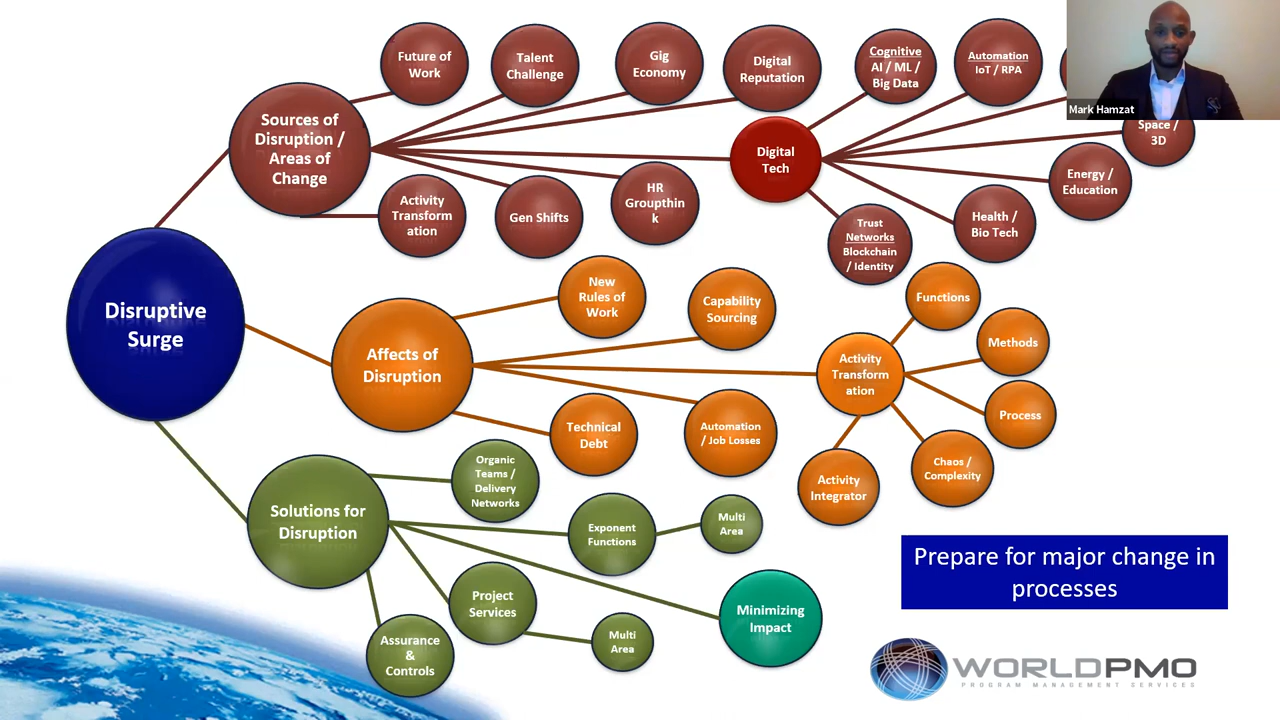 Future of
Work
Talent
Challenge
Gig
Economy
Digital
Reputation
Cognitive
AI / ML /
Big Data
Automation
IoT / RPA
Mark Hamzat
Sources of
Disruption /
Areas of
Change
Digital
Tech
Space /
3D
Energy /
Education
Activity
Transform
ation
Gen Shifts
HR
Groupthin
k
Trust
Networks
Blockchain
/ Identity
Health /
Bio Tech
Disruptive
Surge
Affects of
Disruption
New
Rules of
Work
Capability
Sourcing
Functions
Methods
Activity
Transform
ation
Process
Technical
Debt
Automation
/ Job Losses
Chaos /
Complexity
Activity
Integrator
Solutions for
Disruption
Organic
Teams /
Delivery
Networks
Exponent
Functions
Multi
Area
Project
Services
Multi
Area
Minimizing
Impact
Assurance
&
Controls
Prepare for major change in
processes
WORLDPMO
PROGRAM MANAGEMENT SERVICES